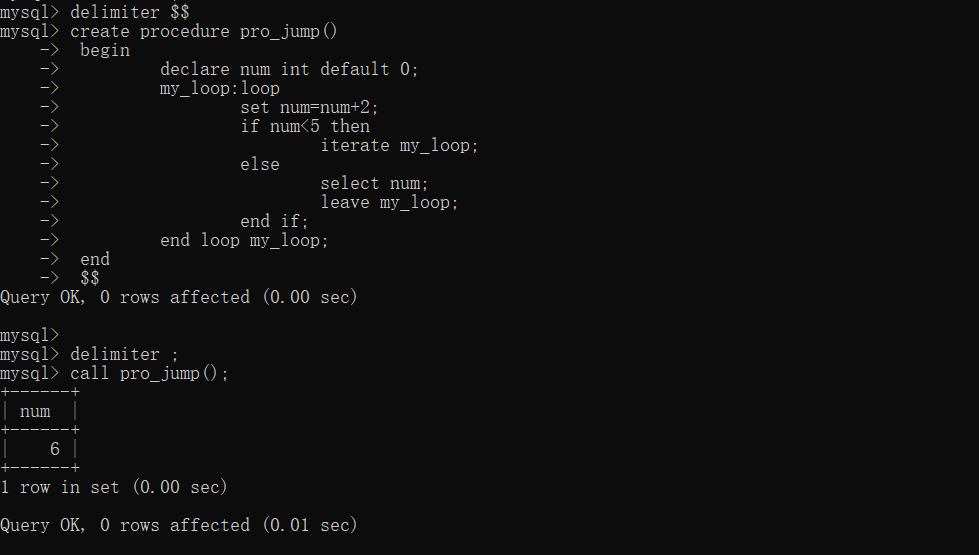 mysql> delimiter $$
mysql> create procedure pro_jump()
    -> begin
    ->         declare num int default 0;
    ->         my_loop:loop
    ->                 set num=num+2;
    ->                 if num<5 then
    ->                         iterate my_loop;
    ->                 else
    ->                         select num;
    ->                         leave my_loop;
    ->                 end if;
    ->         end loop my_loop;
    -> end
    -> $$
Query OK, 0 rows affected (0.00 sec)

mysql>
mysql> delimiter ;
mysql> call pro_jump();
+------+
| num  |
+------+
|    6 |
+------+
1 row in set (0.00 sec)

Query OK, 0 rows affected (0.01 sec)